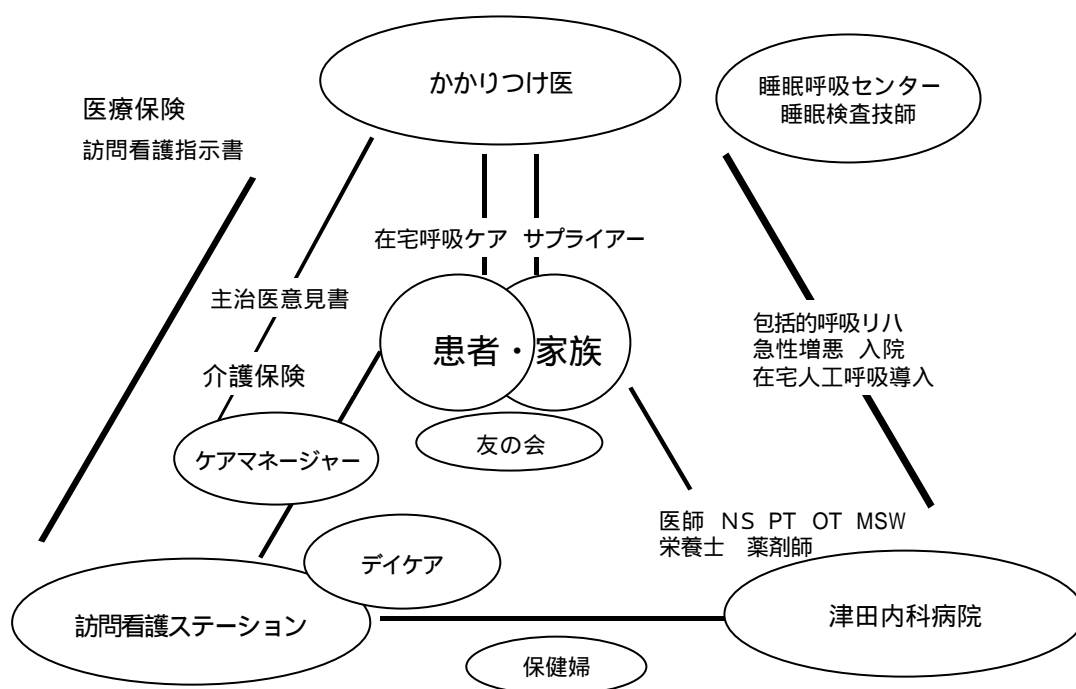 かかりつけ医
睡眠呼吸センター
睡眠検査技師
医療保険
訪問看護指示書
在宅呼吸ケア サプライアー
主治医意見書
患者・家族
包括的呼吸リハ
急性増悪 入院
在宅人工呼吸導入
介護保険
友の会
ケアマネージャー
医師 NS PT OT MSW
栄養士 薬剤師
デイケア
訪問看護ステーション
津田内科病院
保健婦